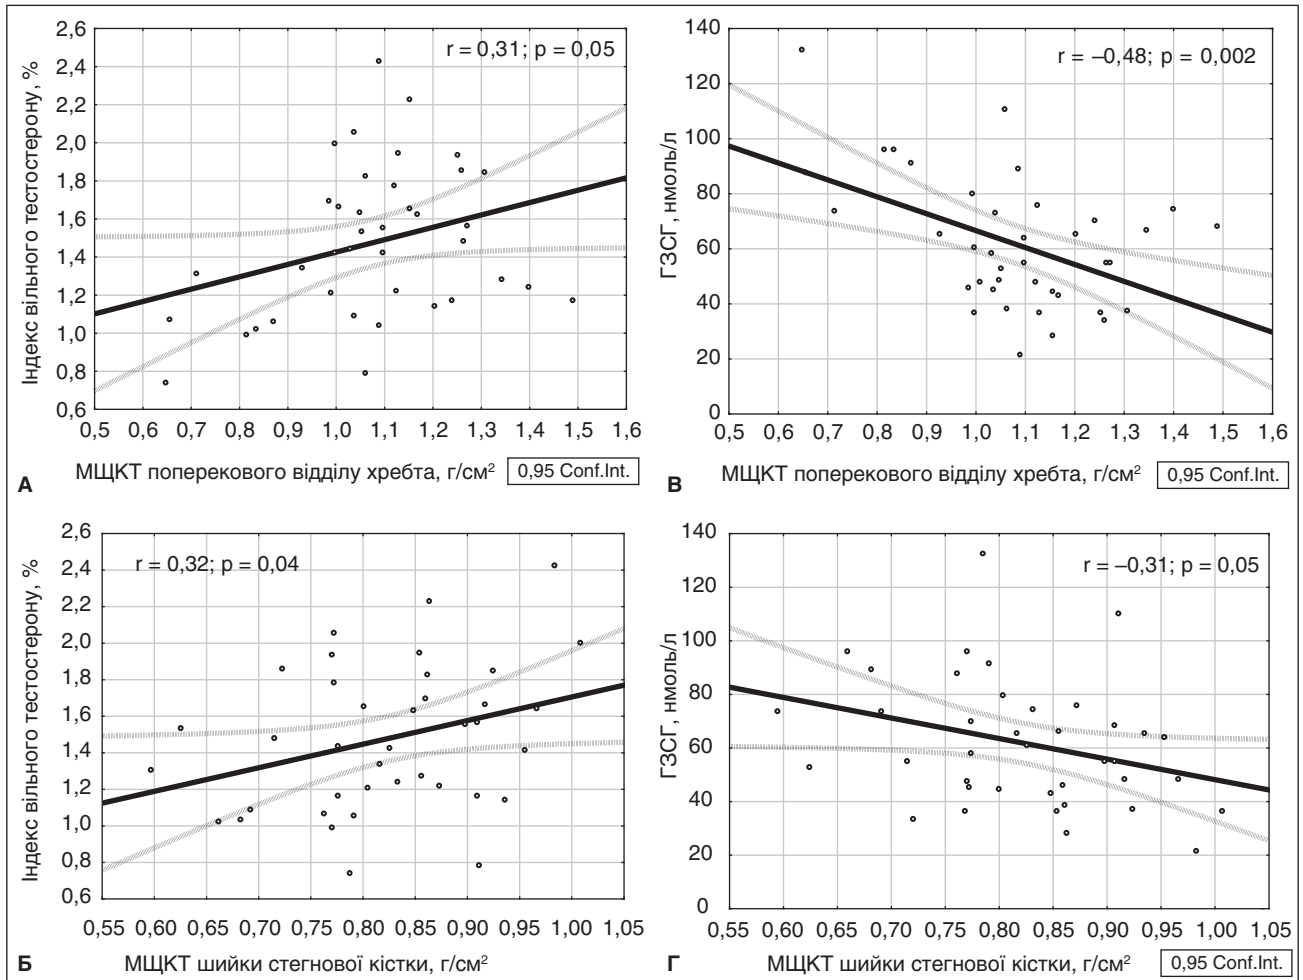 r = 0,31; p = 0,05
Індекс вільного тестостерону, %
2,6
2,4
2,2
2,0
1,8
1,6
1,4
1,2
1,0
0,8
0,6
0,5 0,6 0,7 0,8 0,9 1,0 1,1 1,2 1,3 1,4 1,5 1,6
А МЩКТ поперекового відділу хребта, г/см² 0,95 Conf.Int.
r = –0,48; p = 0,002
ГЗСГ, нмоль/л
140
120
100
80
60
40
20
0
0,5 0,6 0,7 0,8 0,9 1,0 1,1 1,2 1,3 1,4 1,5 1,6
В МЩКТ поперекового відділу хребта, г/см² 0,95 Conf.Int.
r = 0,32; p = 0,04
Індекс вільного тестостерону, %
2,6
2,4
2,2
2,0
1,8
1,6
1,4
1,2
1,0
0,8
0,6
0,55 0,60 0,65 0,70 0,75 0,80 0,85 0,90 0,95 1,00 1,05
Б МЩКТ шийки стегнової кістки, г/см²
r = –0,31; p = 0,05
ГЗСГ, нмоль/л
140
120
100
80
60
40
20
0
0,55 0,60 0,65 0,70 0,75 0,80 0,85 0,90 0,95 1,00 1,05
Г МЩКТ шийки стегнової кістки, г/см² 0,95 Conf.Int.